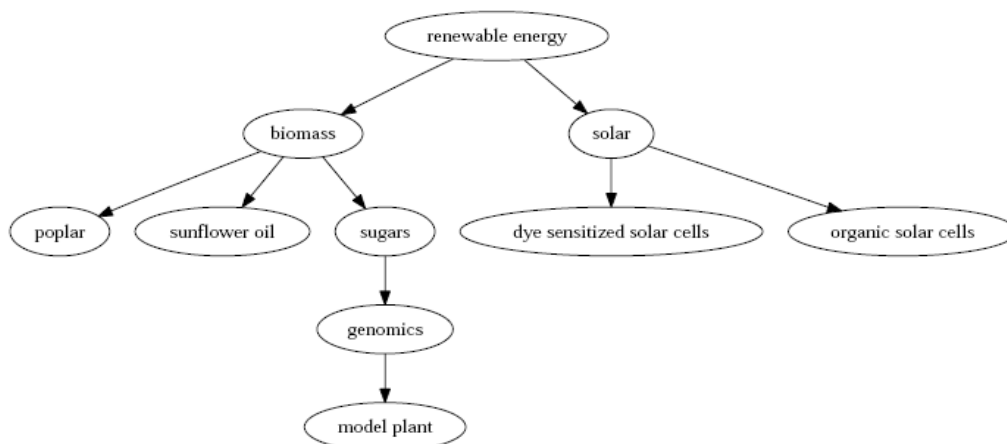 renewable energy
biomass
solar
poplar
sunflower oil
sugars
dye sensitized solar cells
organic solar cells
genomics
model plant